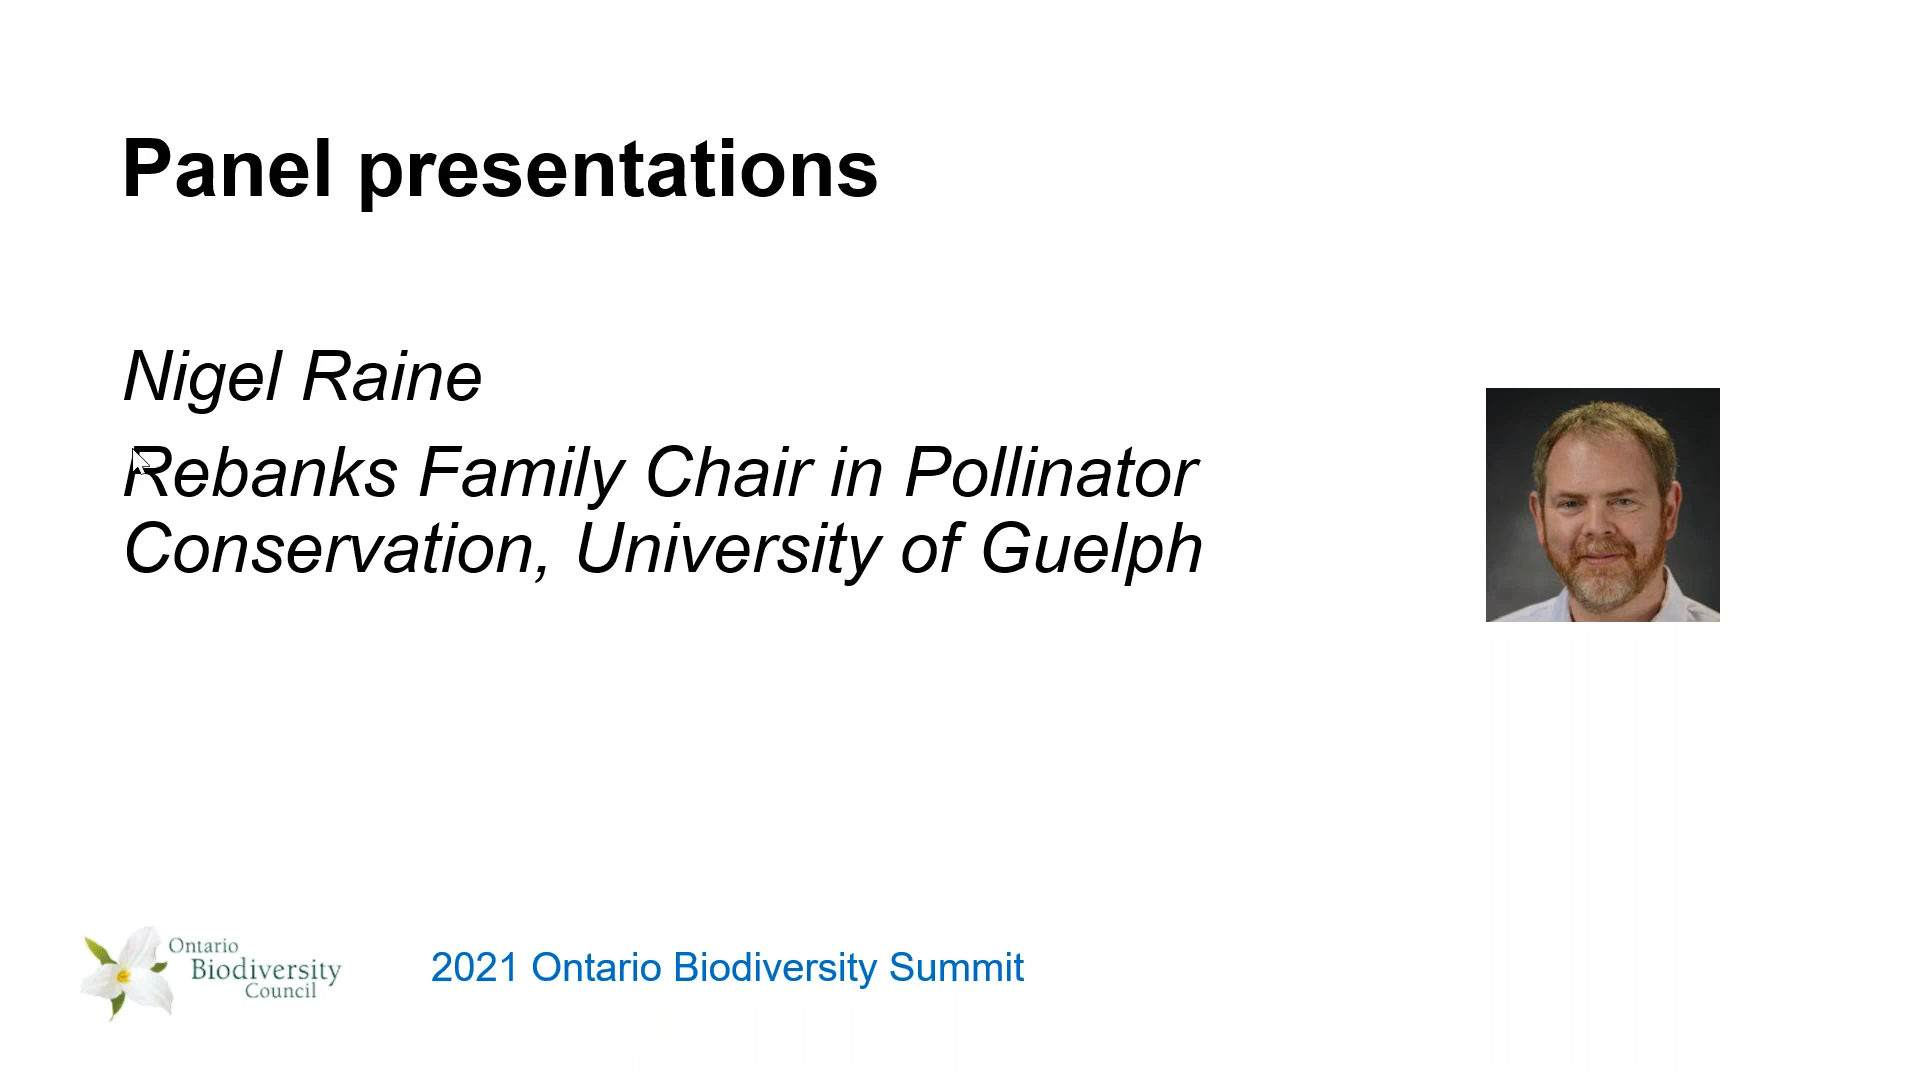 Panel presentations
Nigel Raine
Rebanks Family Chair in Pollinator
Conservation, University of Guelph
Ontario
Biodiversity
Council
2021 Ontario Biodiversity Summit